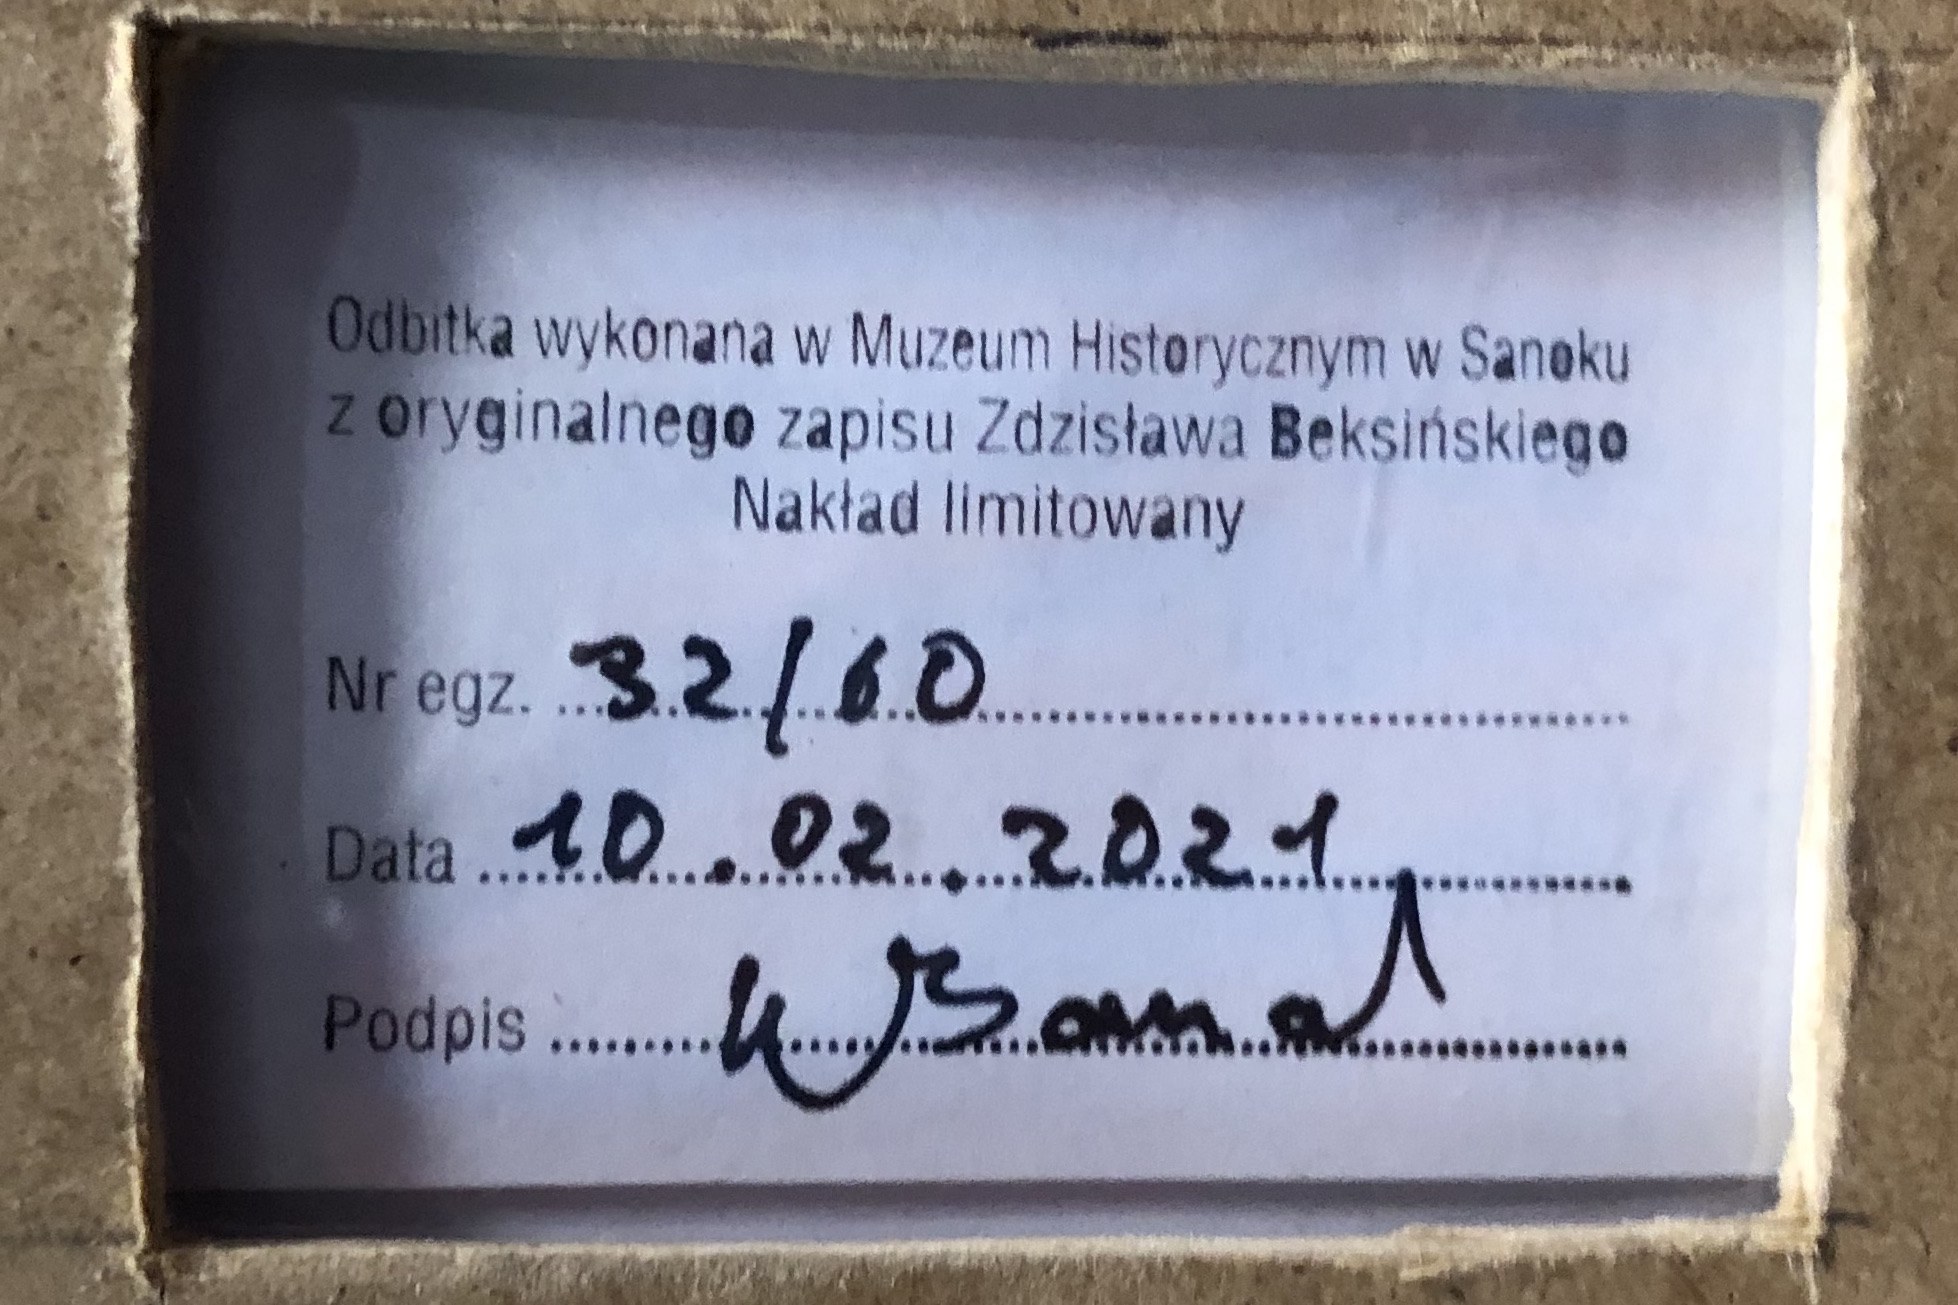 Odbitka wykonana w Muzeum Historycznym w Sanoku
z oryginalnego zapisu Zdzisława Beksińskiego
Nakład limitowany
Nr egz. 32/60
Data 10.02.2021
Podpis